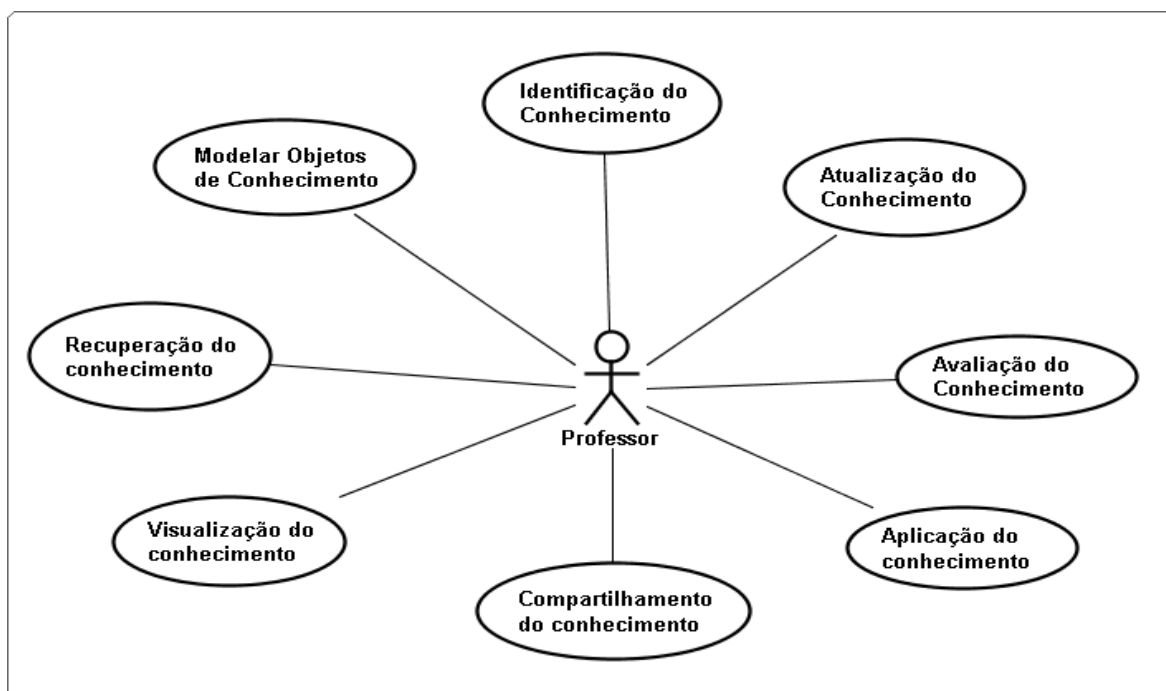 Identificação do
Conhecimento
Modelar Objetos
de Conhecimento
Atualização do
Conhecimento
Recuperação do
conhecimento
Avaliação do
Conhecimento
Professor
Visualização do
conhecimento
Aplicação do
conhecimento
Compartilhamento
do conhecimento